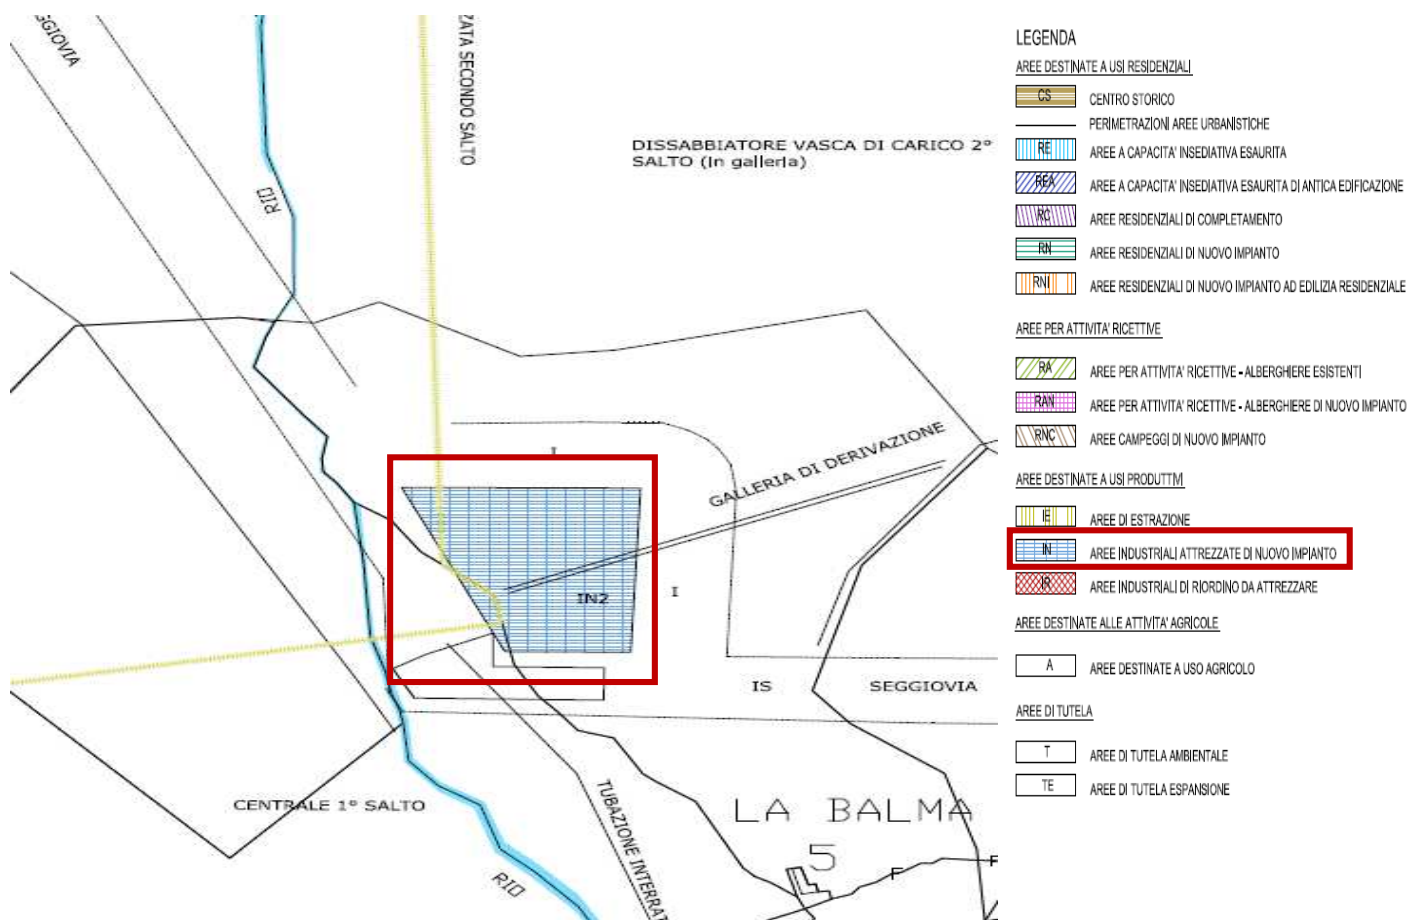 GGIOVIA
ZATA SECONDO SALTO
DISSABBIATORE VASCA DI CARICO 2°
SALTO (in galleria)
RIO
I
GALLERIA DI DERIVAZIONE
IN2
I
IS
SEGGIOVIA
CENTRALE 1° SALTO
TUBAZIONE INTERRAT
LA BALMA
5
F
F
RIO
LEGENDA
AREE DESTINATE A USI RESIDENZIALI
CS CENTRO STORICO
PERIMETRAZIONI AREE URBANISTICHE
RE AREE A CAPACITA' INSEDIATIVA ESAURITA
REA AREE A CAPACITA' INSEDIATIVA ESAURITA DI ANTICA EDIFICAZIONE
RC AREE RESIDENZIALI DI COMPLETAMENTO
RN AREE RESIDENZIALI DI NUOVO IMPIANTO
RNI AREE RESIDENZIALI DI NUOVO IMPIANTO AD EDILIZIA RESIDENZIALE
AREE PER ATTIVITA' RICETTIVE
RA AREE PER ATTIVITA' RICETTIVE - ALBERGHIERE ESISTENTI
RAN AREE PER ATTIVITA' RICETTIVE - ALBERGHIERE DI NUOVO IMPIANTO
RNC AREE CAMPEGGI DI NUOVO IMPIANTO
AREE DESTINATE A USI PRODUTTIVI
IE AREE DI ESTRAZIONE
IN AREE INDUSTRIALI ATTREZZATE DI NUOVO IMPIANTO
IR AREE INDUSTRIALI DI RIORDINO DA ATTREZZARE
AREE DESTINATE ALLE ATTIVITA' AGRICOLE
A AREE DESTINATE A USO AGRICOLO
AREE DI TUTELA
T AREE DI TUTELA AMBIENTALE
TE AREE DI TUTELA ESPANSIONE